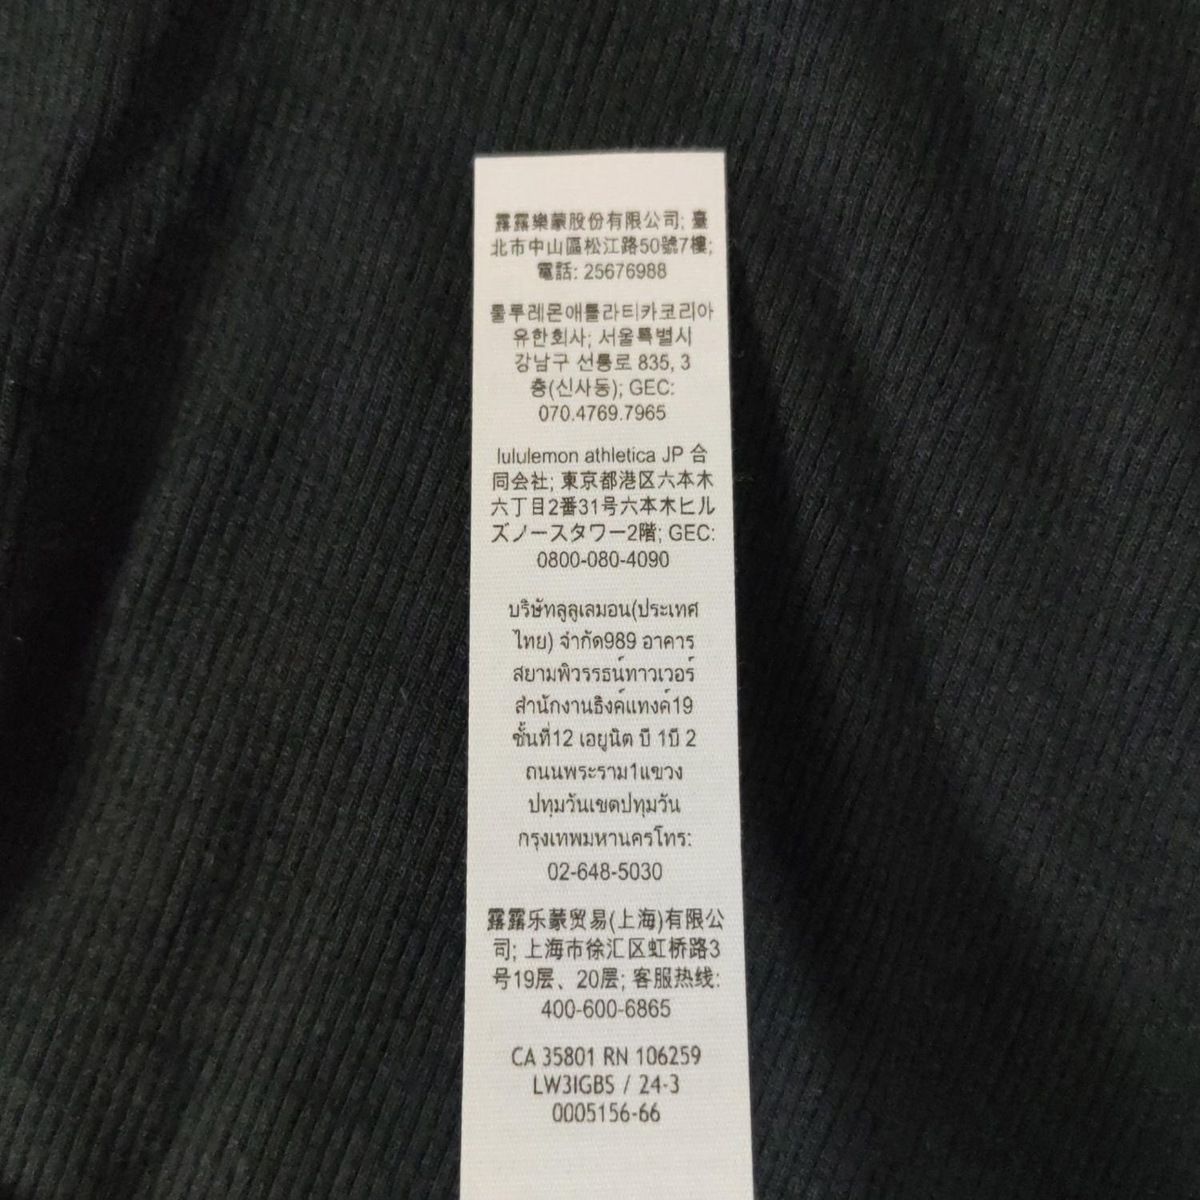 露露樂蒙股份有限公司; 臺
北市中山區松江路50號7樓;
電話: 25676988
룰루레몬애틀라티카코리아
유한회사; 서울특별시
강남구 선릉로 835, 3
층(신사동); GEC:
070.4769.7965
lululemon athletica JP 合
同会社; 東京都港区六本木
六丁目2番31号六本木ヒル
ズノースタワー2階; GEC:
0800-080-4090
บริษัทลูลูเลมอน(ประเทศ
ไทย) จำกัด989 อาคาร
สยามพิวรรธน์ทาวเวอร์
สำนักงานธิงค์แทงค์19
ชั้นที่12 เอยูนิต บี 1บี 2
ถนนพระราม1แขวง
ปทุมวันเขตปทุมวัน
กรุงเทพมหานครโทร:
02-648-5030
露露乐蒙贸易(上海)有限公
司; 上海市徐汇区虹桥路3
号19层、20层; 客服热线:
400-600-6865
CA 35801 RN 106259
LW3IGBS / 24-3
0005156-66